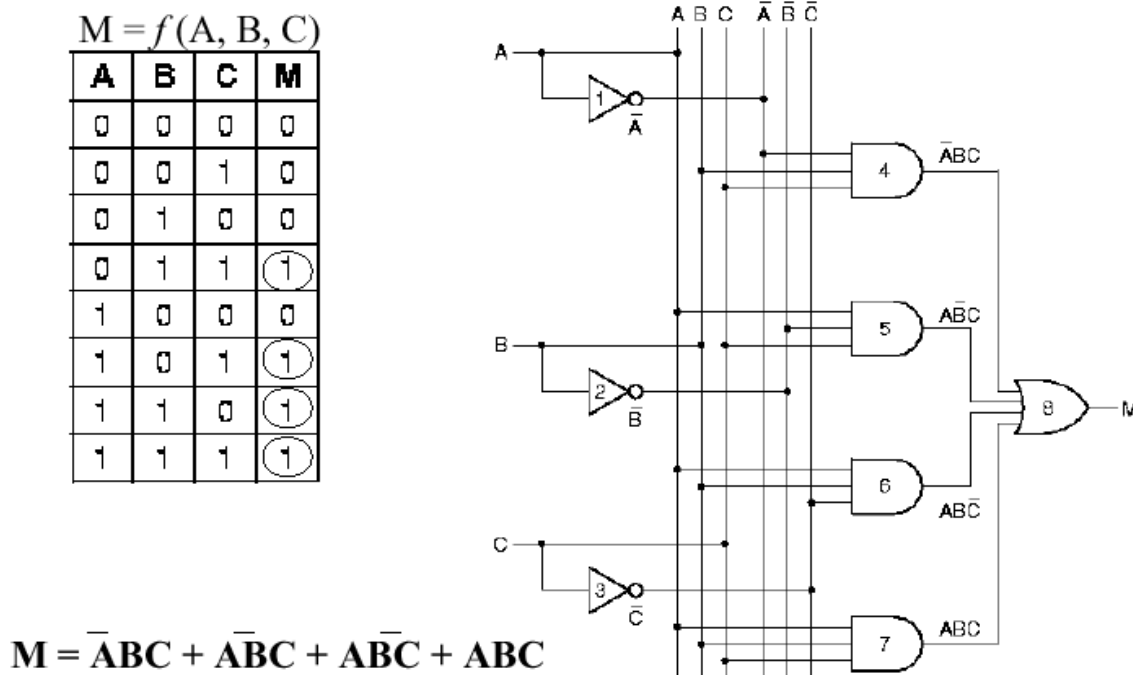 M = f (A, B, C)
A B C M
0 0 0 0
0 0 1 0
0 1 0 0
0 1 1 1
1 0 0 0
1 0 1 1
1 1 0 1
1 1 1 1
M = A̅BC + AB̅C + ABC̅ + ABC
A B C A̅ B̅ C̅
A
1
A̅
4
A̅BC
5
AB̅C
B
2
B̅
8
M
6
ABC̅
C
3
C̅
7
ABC